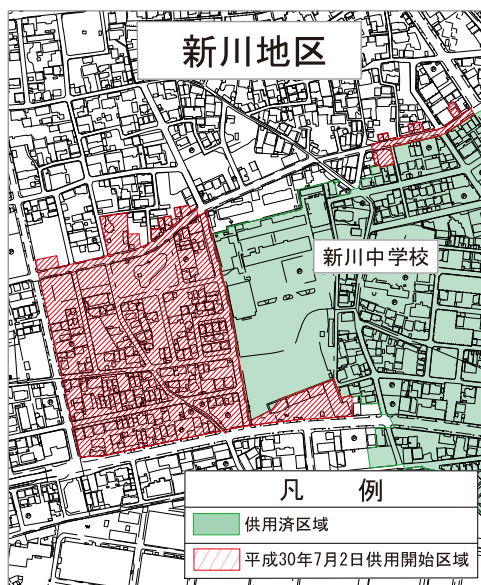 新川地区
新川中学校
凡 例
供用済区域
平成30年7月2日供用開始区域